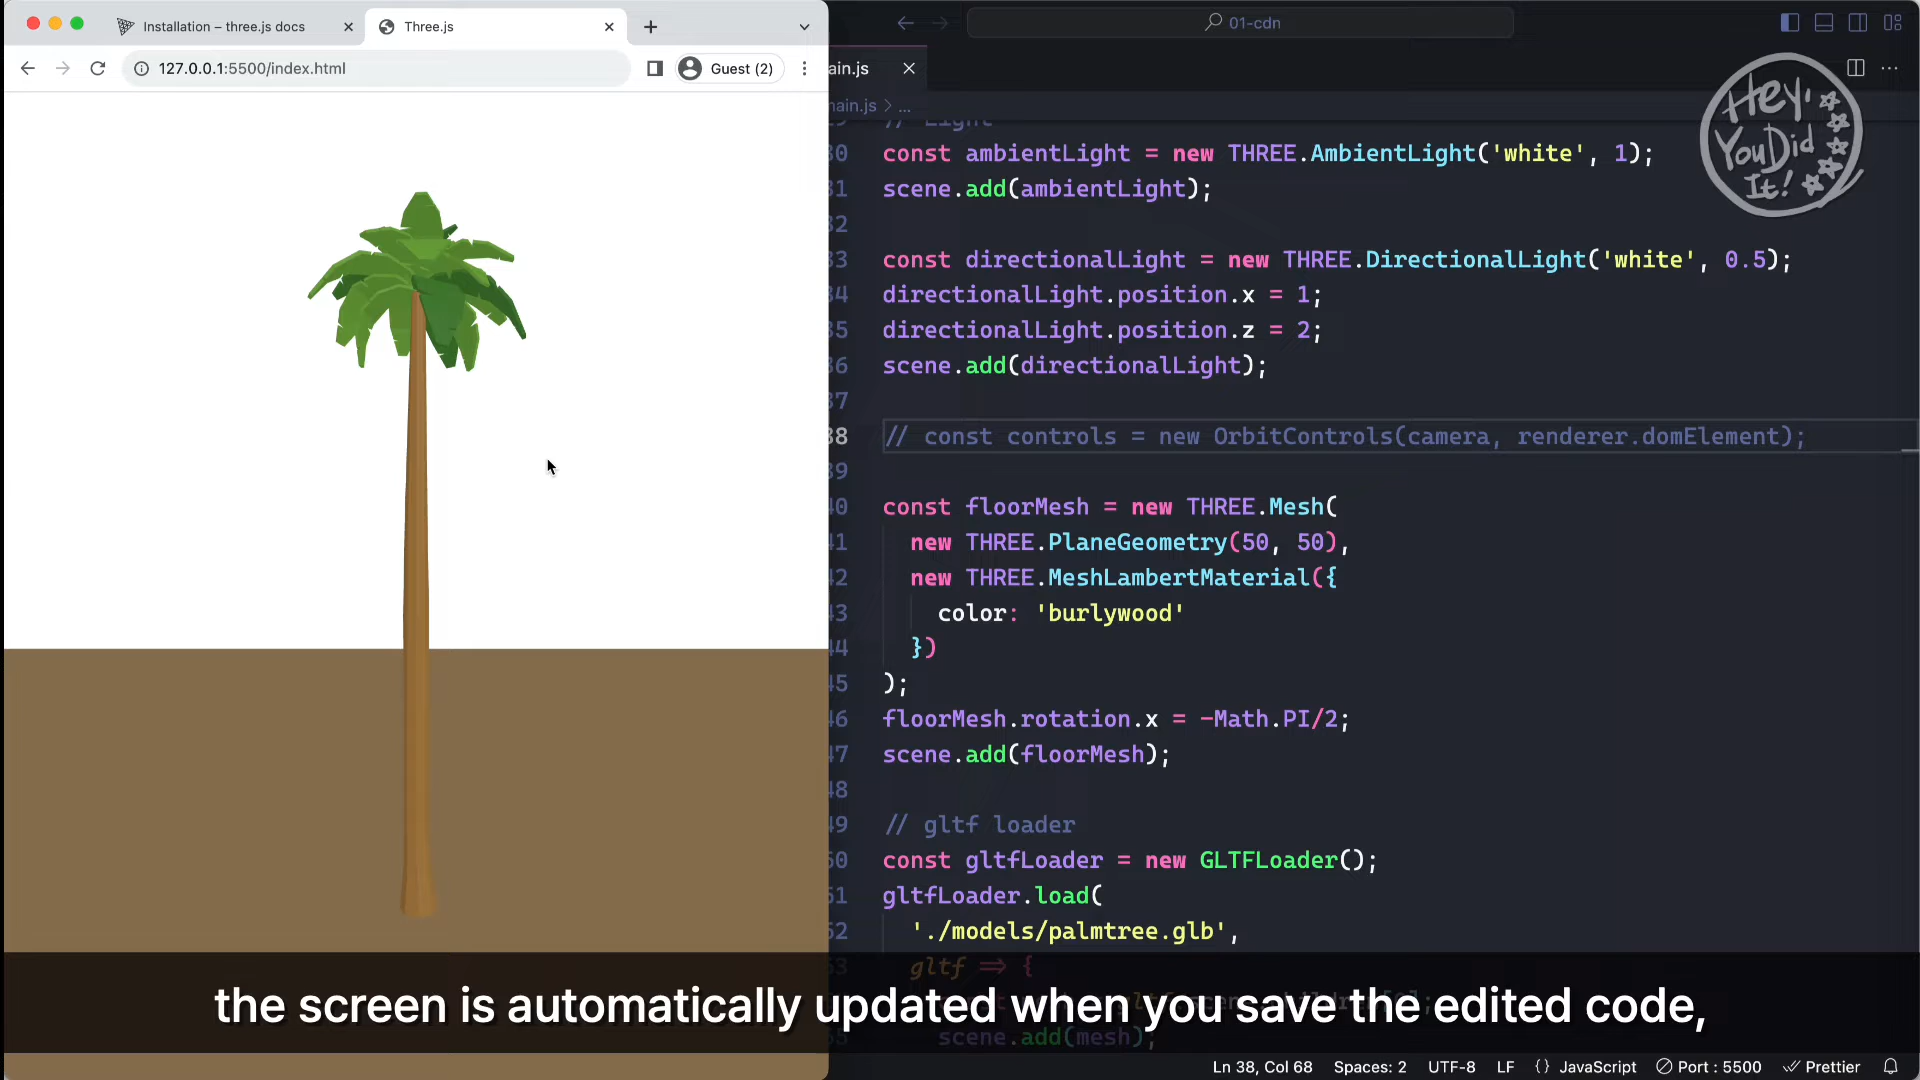 Installation – three.js docs
Three.js
01-cdn
127.0.0.1:5500/index.html
Guest (2)
ain.js
nain.js > ...
// Light
30 const ambientLight = new THREE.AmbientLight('white', 1);
31 scene.add(ambientLight);
32
33 const directionalLight = new THREE.DirectionalLight('white', 0.5);
34 directionalLight.position.x = 1;
35 directionalLight.position.z = 2;
36 scene.add(directionalLight);
37
38 // const controls = new OrbitControls(camera, renderer.domElement);
39
40 const floorMesh = new THREE.Mesh(
41 new THREE.PlaneGeometry(50, 50),
42 new THREE.MeshLambertMaterial({
43 color: 'burlywood'
44 })
45 );
46 floorMesh.rotation.x = -Math.PI/2;
47 scene.add(floorMesh);
48
49 // gltf loader
50 const gltfLoader = new GLTFLoader();
51 gltfLoader.load(
52 './models/palmtree.glb',
53 gltf => {
scene.add(mesh);
the screen is automatically updated when you save the edited code,
Ln 38, Col 68 Spaces: 2 UTF-8 LF {} JavaScript Port : 5500 Prettier
Hey!
YouDid
It!